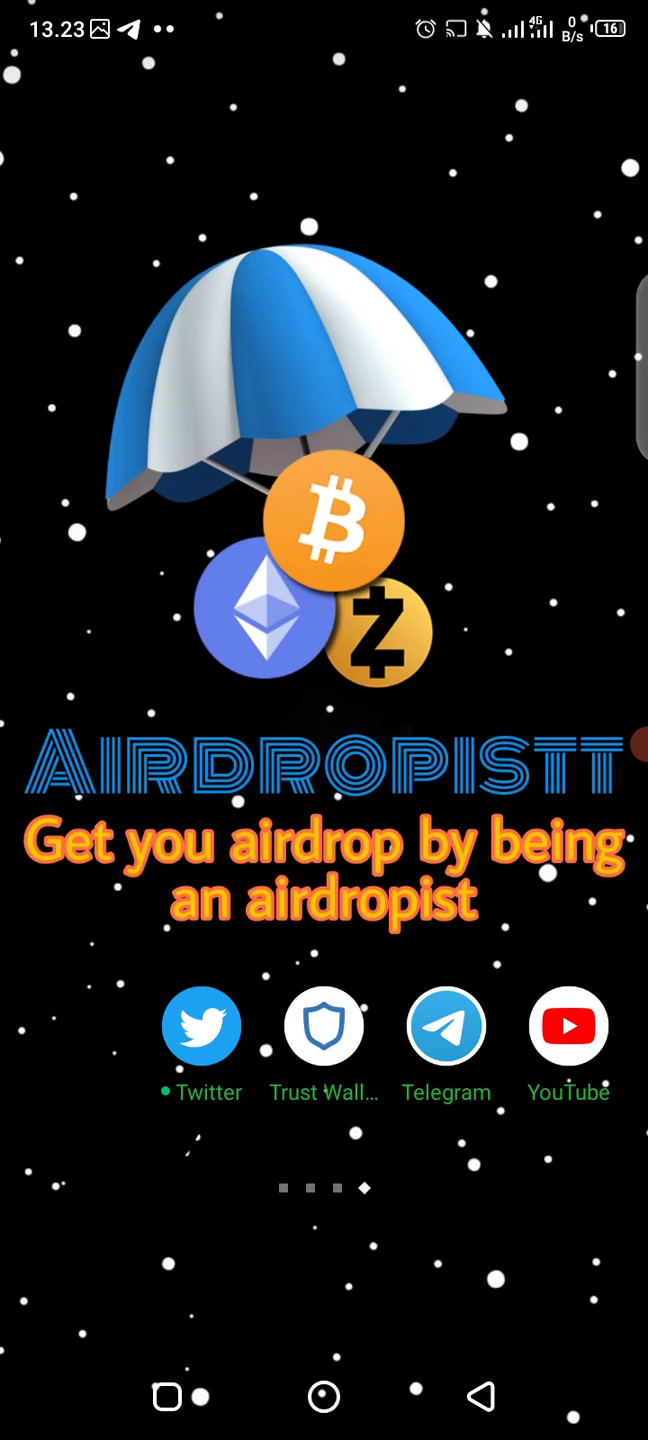 13.23
4G
0
B/s
16
AIRDROPISTT
Get you airdrop by being
an airdropist
Twitter
Trust Wall...
Telegram
YouTube